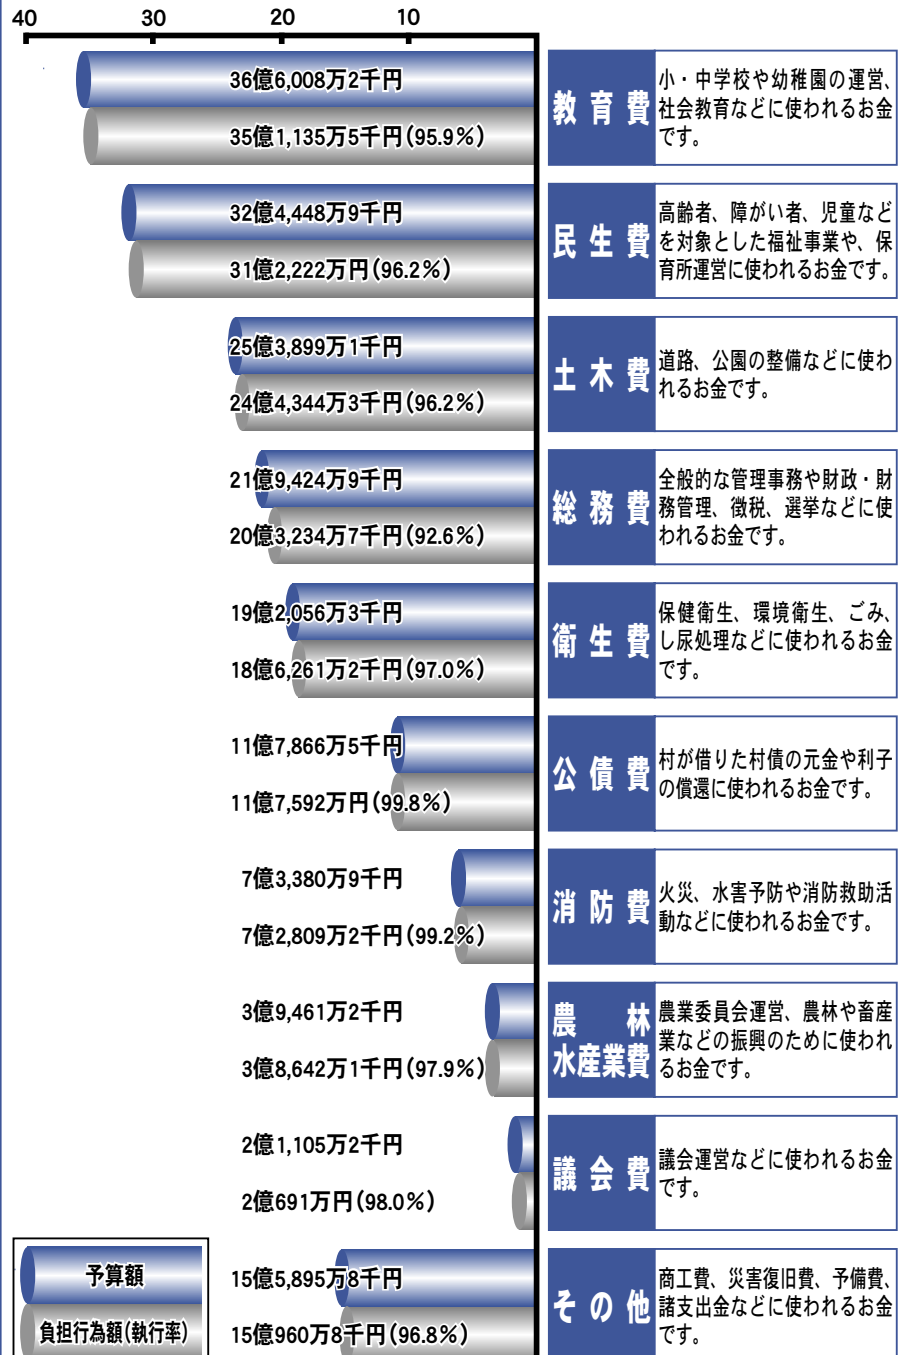 40 30 20 10
36億6,008万2千円
35億1,135万5千円(95.9%)
教育費
小・中学校や幼稚園の運営、
社会教育などに使われるお金
です。
32億4,448万9千円
31億2,222万円(96.2%)
民生費
高齢者、障がい者、児童など
を対象とした福祉事業や、保
育所運営に使われるお金です。
25億3,899万1千円
24億4,344万3千円(96.2%)
土木費
道路、公園の整備などに使わ
れるお金です。
21億9,424万9千円
20億3,234万7千円(92.6%)
総務費
全般的な管理事務や財政・財
務管理、徴税、選挙などに使
われるお金です。
19億2,056万3千円
18億6,261万2千円(97.0%)
衛生費
保健衛生、環境衛生、ごみ、
し尿処理などに使われるお金
です。
11億7,866万5千円
11億7,592万円(99.8%)
公債費
村が借りた村債の元金や利子
の償還に使われるお金です。
7億3,380万9千円
7億2,809万2千円(99.2%)
消防費
火災、水害予防や消防救助活
動などに使われるお金です。
3億9,461万2千円
3億8,642万1千円(97.9%)
農林
水産業費
農業委員会運営、農林や畜産
業などの振興のために使われ
るお金です。
2億1,105万2千円
2億691万円(98.0%)
議会費
議会運営などに使われるお金
です。
15億5,895万8千円
15億960万8千円(96.8%)
その他
商工費、災害復旧費、予備費、
諸支出金などに使われるお金
です。
予算額
負担行為額(執行率)